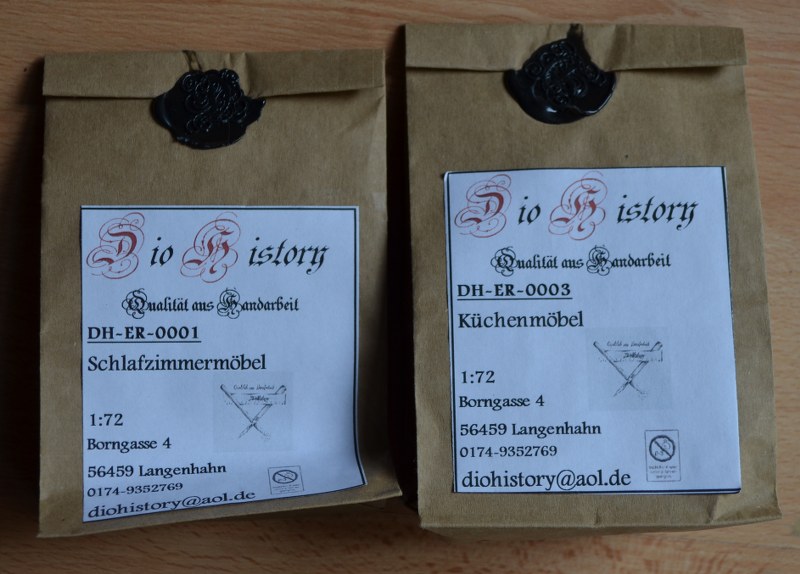 Dio History
Qualität aus Handarbeit
DH-ER-0001
Schlafzimmermöbel
1:72
Borngasse 4
56459 Langenhahn
0174-9352769
diohistory@aol.de
Dio History
Qualität aus Handarbeit
DH-ER-0003
Küchenmöbel
1:72
Borngasse 4
56459 Langenhahn
0174-9352769
diohistory@aol.de